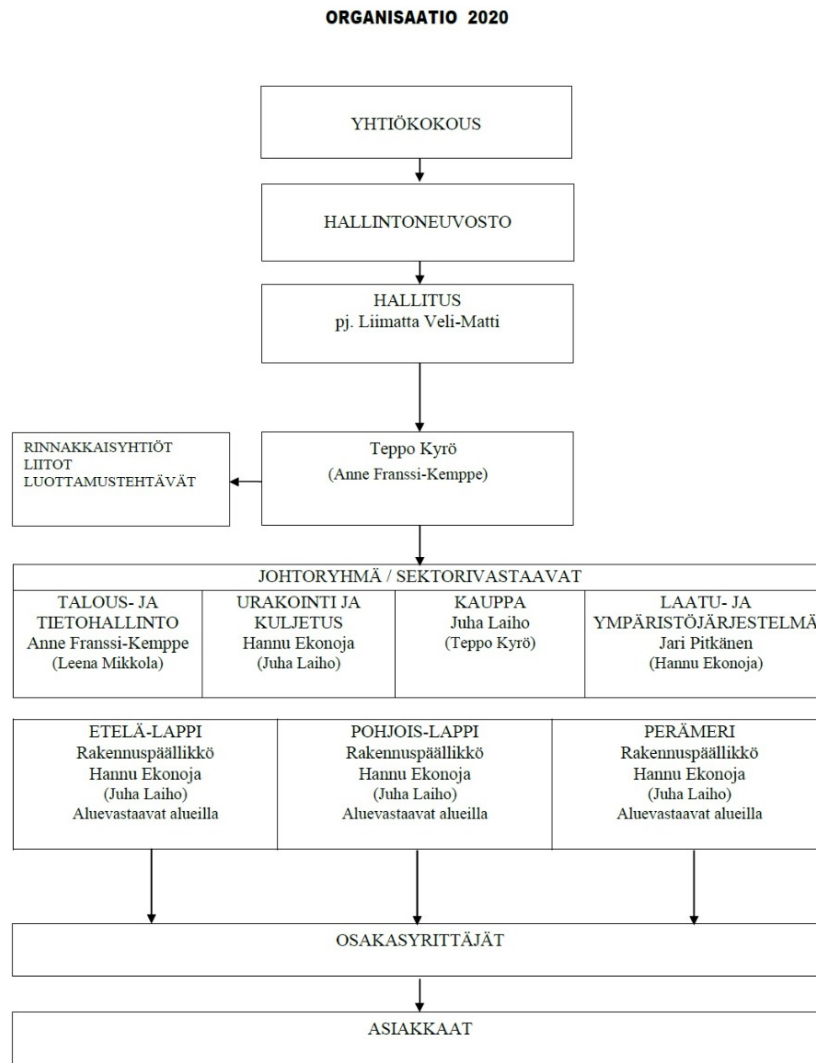 ORGANISAATIO 2020
YHTIÖKOKOUS
HALLINTONEUVOSTO
HALLITUS
pj. Liimatta Veli-Matti
RINNAKKAISYHTIÖT
LIITOT
LUOTTAMUSTEHTÄVÄT
Teppo Kyrö
(Anne Franssi-Kemppe)
JOHTORYHMÄ / SEKTORIVASTAAVAT
TALOUS- JA
TIETOHALLINTO
Anne Franssi-Kemppe
(Leena Mikkola)
URAKOINTI JA
KULJETUS
Hannu Ekonoja
(Juha Laiho)
KAUPPA
Juha Laiho
(Teppo Kyrö)
LAATU- JA
YMPÄRISTÖJÄRJESTELMÄ
Jari Pitkänen
(Hannu Ekonoja)
ETELÄ-LAPPI
Rakennuspäällikkö
Hannu Ekonoja
(Juha Laiho)
Aluevastaavat alueilla
POHJOIS-LAPPI
Rakennuspäällikkö
Hannu Ekonoja
(Juha Laiho)
Aluevastaavat alueilla
PERÄMERI
Rakennuspäällikkö
Hannu Ekonoja
(Juha Laiho)
Aluevastaavat alueilla
OSAKASYRITTÄJÄT
ASIAKKAAT